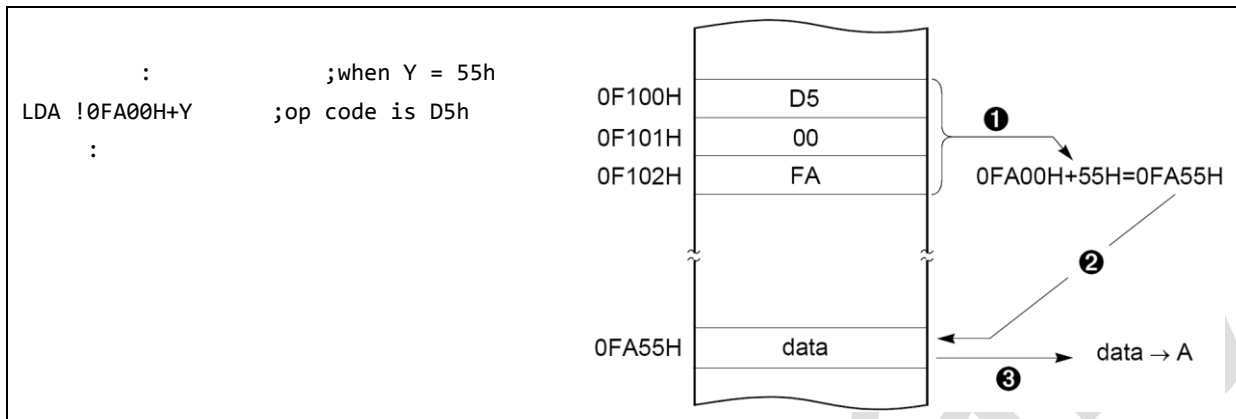 :             ;when Y = 55h
LDA !0FA00H+Y      ;op code is D5h
:
0F100H D5
0F101H 00
0F102H FA
❶
0FA00H+55H=0FA55H
❷
0FA55H data
data → A
❸